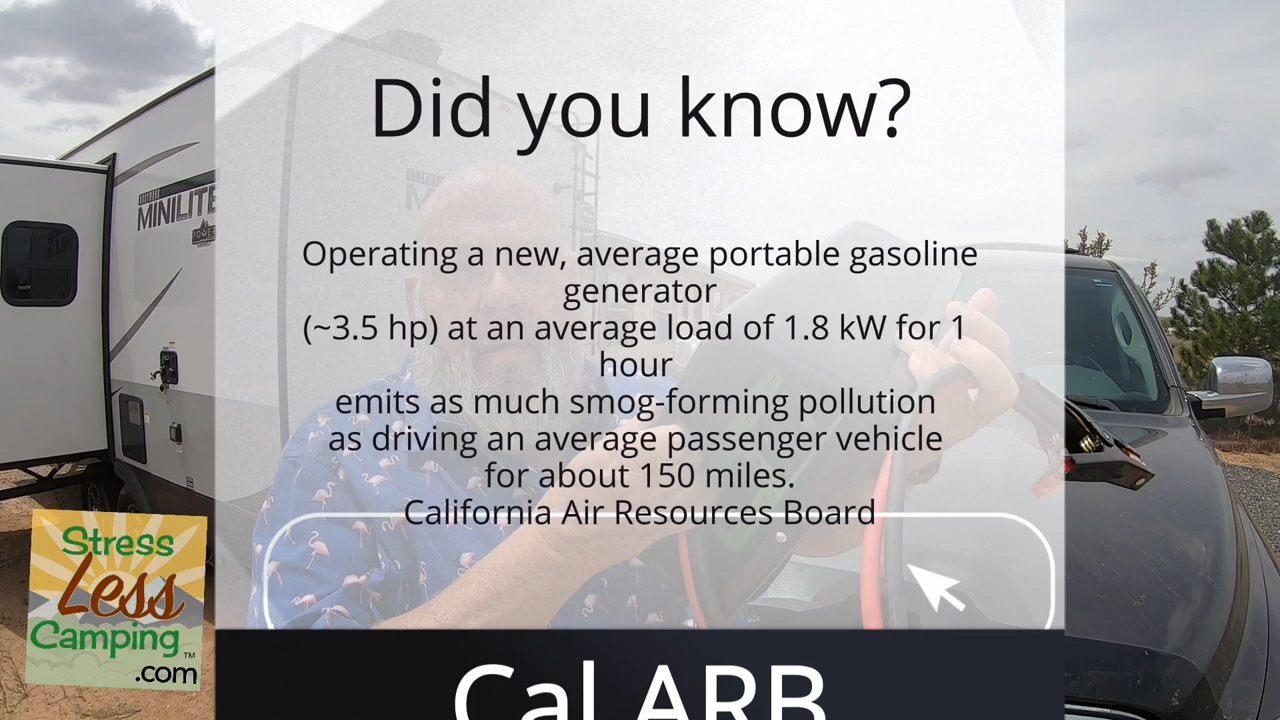 Did you know?
MINILITE
Operating a new, average portable gasoline
generator
(~3.5 hp) at an average load of 1.8 kW for 1
hour
emits as much smog-forming pollution
as driving an average passenger vehicle
for about 150 miles.
California Air Resources Board
Stress
Less
Camping™
.com
Cal ARB